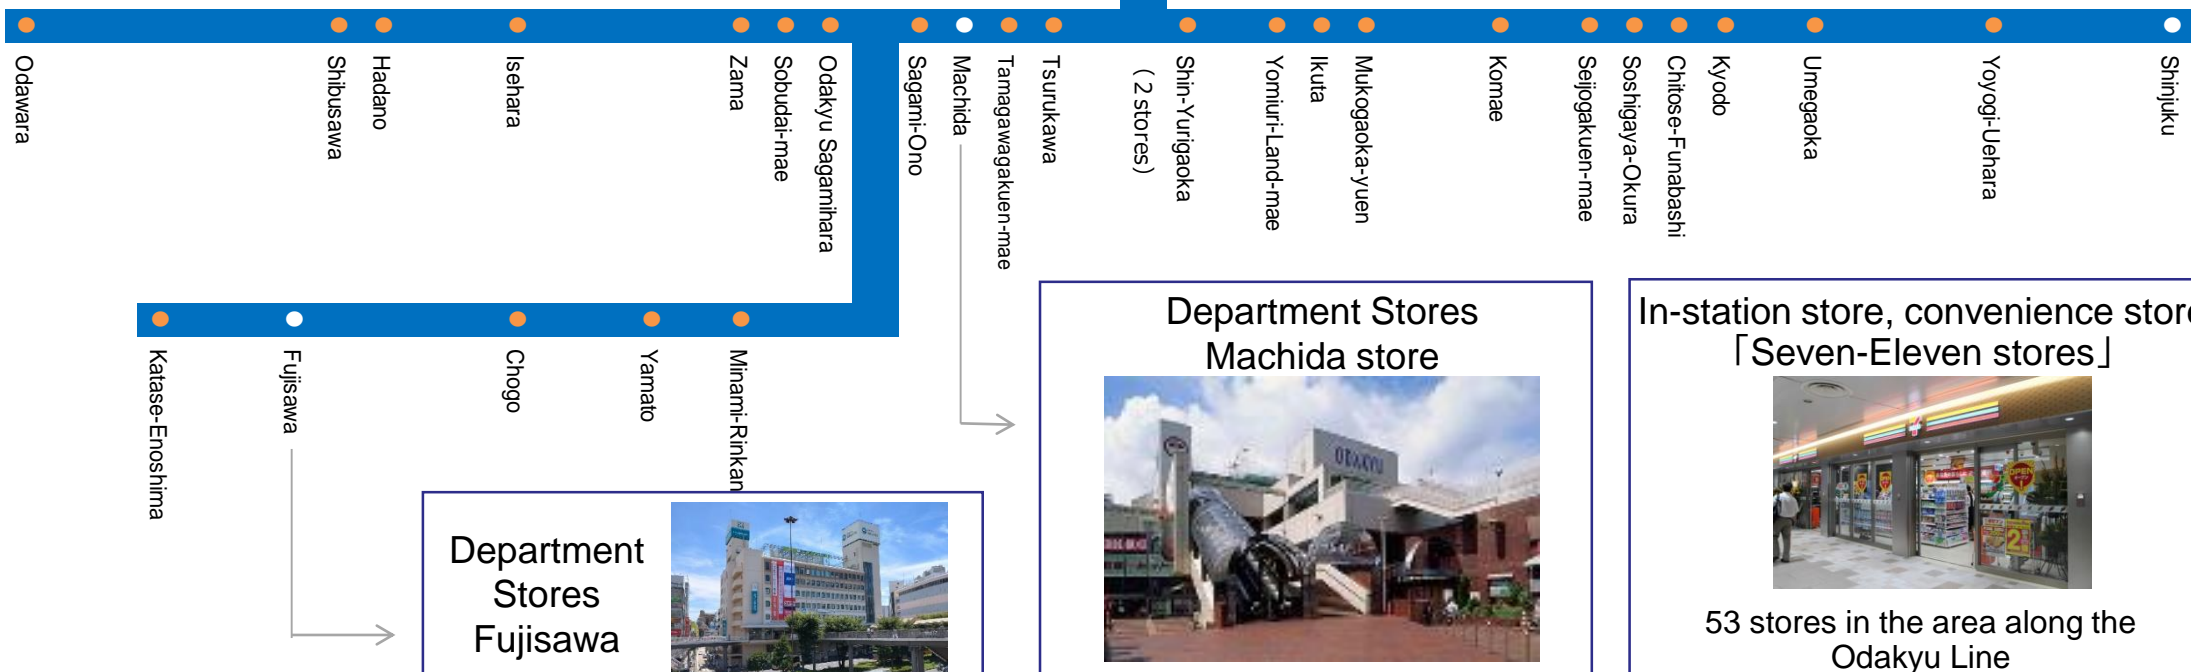 Odawara
Shibusawa
Hadano
Isehara
Zama
Sobudai-mae
Odakyu Sagamihara
Sagami-Ono
Machida
Tamagawagakuen-mae
Tsurukawa
Shin-Yurigaoka
( 2 stores)
Yomiuri-Land-mae
Ikuta
Mukogaoka-yuen
Komae
Seijogakuen-mae
Soshigaya-Okura
Chitose-Funabashi
Kyodo
Umegaoka
Yoyogi-Uehara
Shinjuku
Katase-Enoshima
Fujisawa
Chogo
Yamato
Minami-Rinkan
Department
Stores
Fujisawa
Department Stores
Machida store
ODAKYU
In-station store, convenience store
「Seven-Eleven stores」
OPEN
2
53 stores in the area along the
Odakyu Line